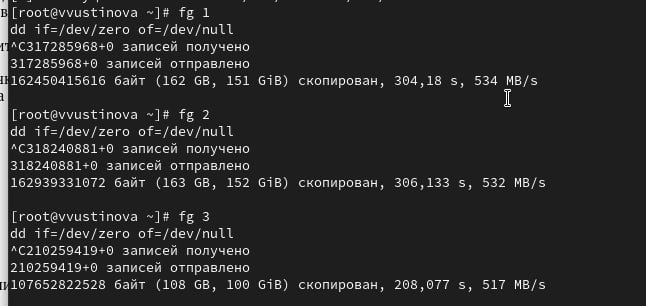 [root@vvustinova ~]# fg 1
dd if=/dev/zero of=/dev/null
^C317285968+0 записей получено
317285968+0 записей отправлено
162450415616 байт (162 GB, 151 GiB) скопирован, 304,18 s, 534 MB/s
[root@vvustinova ~]# fg 2
dd if=/dev/zero of=/dev/null
^C318240881+0 записей получено
318240881+0 записей отправлено
162939331072 байт (163 GB, 152 GiB) скопирован, 306,133 s, 532 MB/s
[root@vvustinova ~]# fg 3
dd if=/dev/zero of=/dev/null
^C210259419+0 записей получено
210259419+0 записей отправлено
107652822528 байт (108 GB, 100 GiB) скопирован, 208,077 s, 517 MB/s